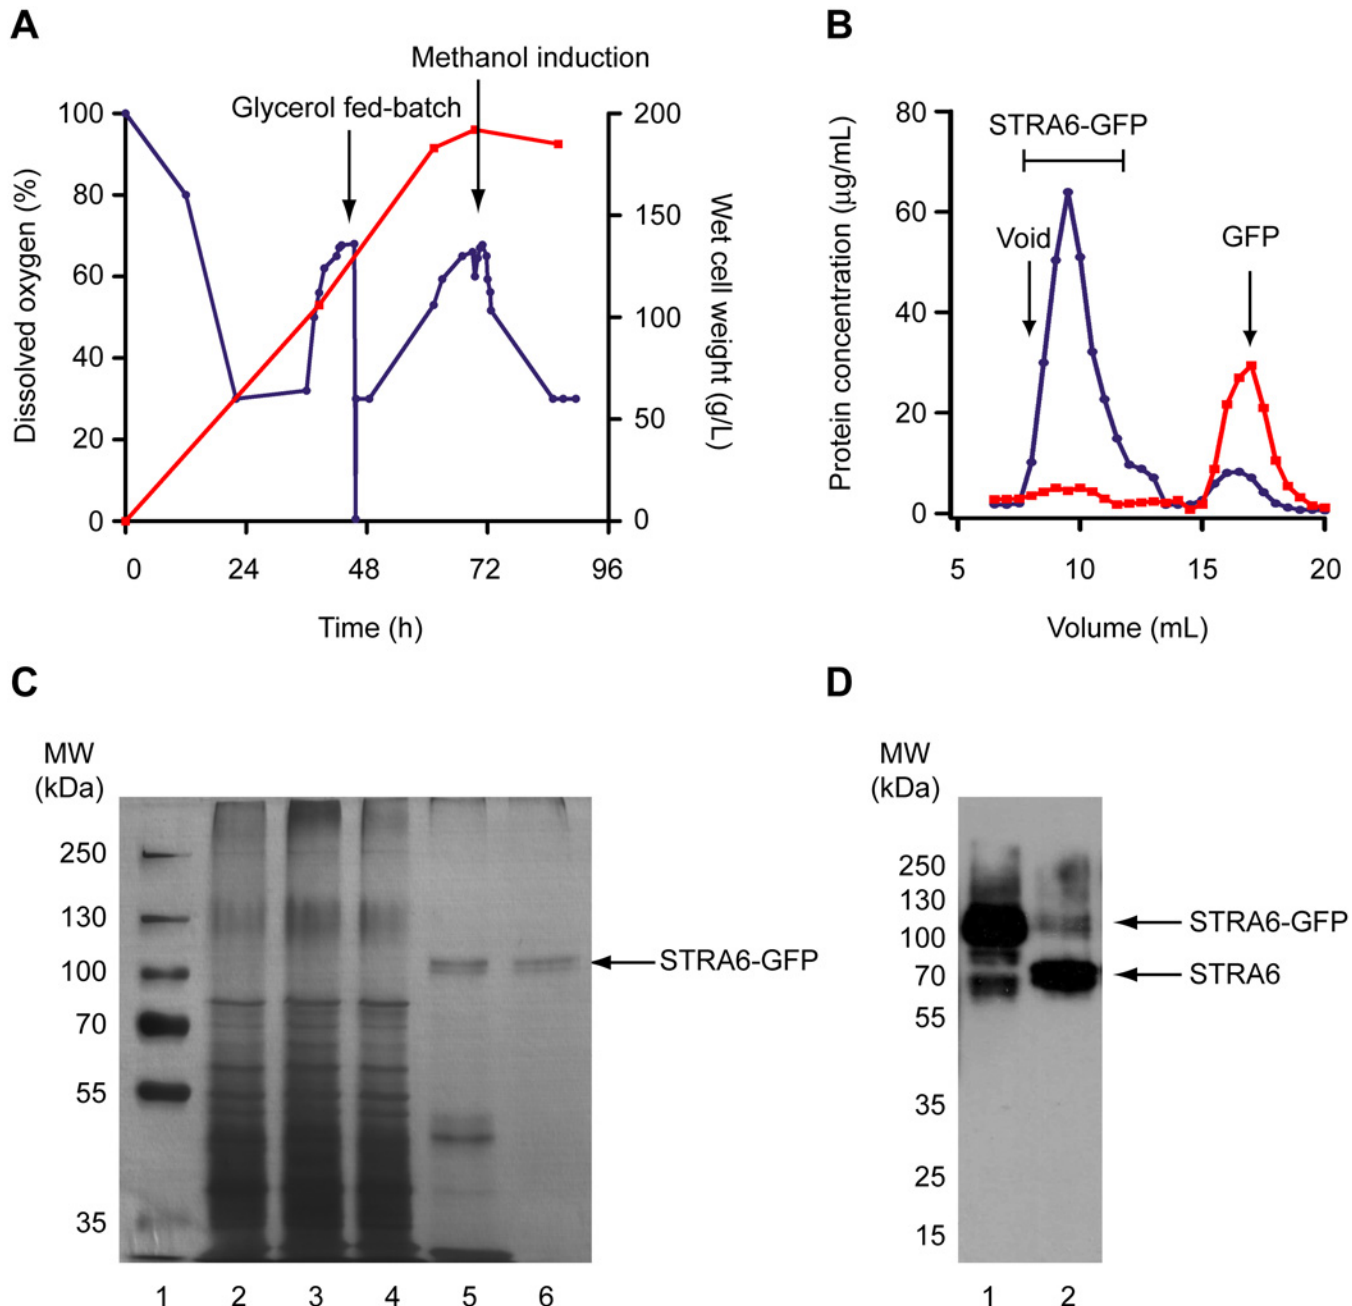 A
Methanol induction
Glycerol fed-batch
Dissolved oxygen (%)
100
80
60
40
20
0
200
150
100
50
0
Wet cell weight (g/L)
0 24 48 72 96
Time (h)
B
STRA6-GFP
Void
GFP
Protein concentration (µg/mL)
80
60
40
20
0
5 10 15 20
Volume (mL)
C
MW
(kDa)
250
130
100
70
55
35
STRA6-GFP
1 2 3 4 5 6
D
MW
(kDa)
250
130
100
70
55
35
25
15
STRA6-GFP
STRA6
1 2